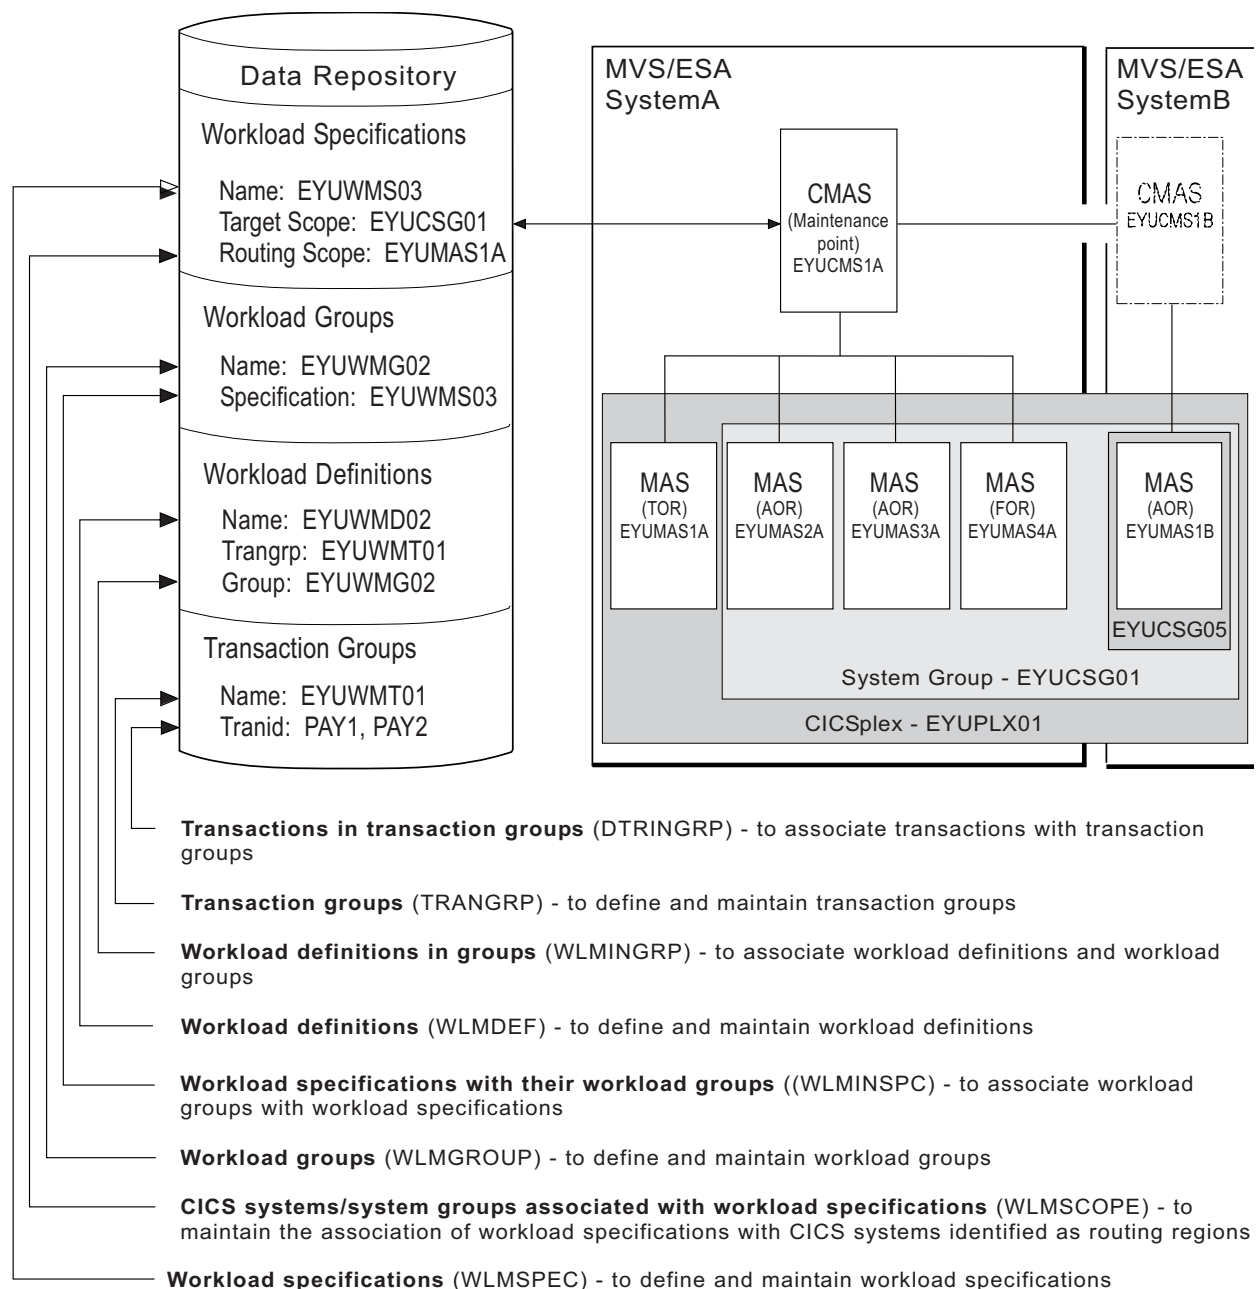 Data Repository
Workload Specifications
Name: EYUWMS03
Target Scope: EYUCSG01
Routing Scope: EYUMAS1A
Workload Groups
Name: EYUWMG02
Specification: EYUWMS03
Workload Definitions
Name: EYUWMD02
Trangrp: EYUWMT01
Group: EYUWMG02
Transaction Groups
Name: EYUWMT01
Tranid: PAY1, PAY2
MVS/ESA
SystemA
CMAS
(Maintenance
point)
EYUCMS1A
MVS/ESA
SystemB
CMAS
EYUCMS1B
MAS
(TOR)
EYUMAS1A
MAS
(AOR)
EYUMAS2A
MAS
(AOR)
EYUMAS3A
MAS
(FOR)
EYUMAS4A
MAS
(AOR)
EYUMAS1B
EYUCSG05
System Group - EYUCSG01
CICSplex - EYUPLX01
Transactions in transaction groups (DTRINGRP) - to associate transactions with transaction
groups
Transaction groups (TRANGRP) - to define and maintain transaction groups
Workload definitions in groups (WLMINGRP) - to associate workload definitions and workload
groups
Workload definitions (WLMDEF) - to define and maintain workload definitions
Workload specifications with their workload groups ((WLMINSPC) - to associate workload
groups with workload specifications
Workload groups (WLMGROUP) - to define and maintain workload groups
CICS systems/system groups associated with workload specifications (WLMSCOPE) - to
maintain the association of workload specifications with CICS systems identified as routing regions
Workload specifications (WLMSPEC) - to define and maintain workload specifications